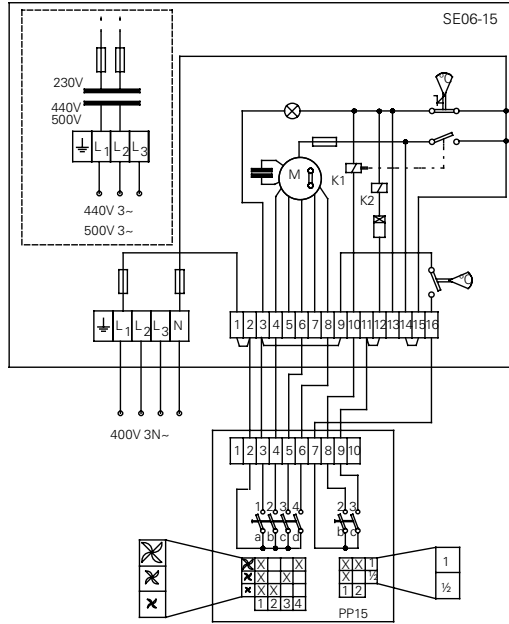 SE06-15
230V
440V
500V
L1 L2 L3
440V 3~
500V 3~
°C
M
K1
K2
°C
L1 L2 L3 N
1 2 3 4 5 6 7 8 9 10 11 12 13 14 15 16
400V 3N~
1 2 3 4 5 6 7 8 9 10
1 2 3 4
2 3
a b c d
b c
X X
X X
X X
1 2 3 4
X X 1
X ½
1 2
1
½
PP15